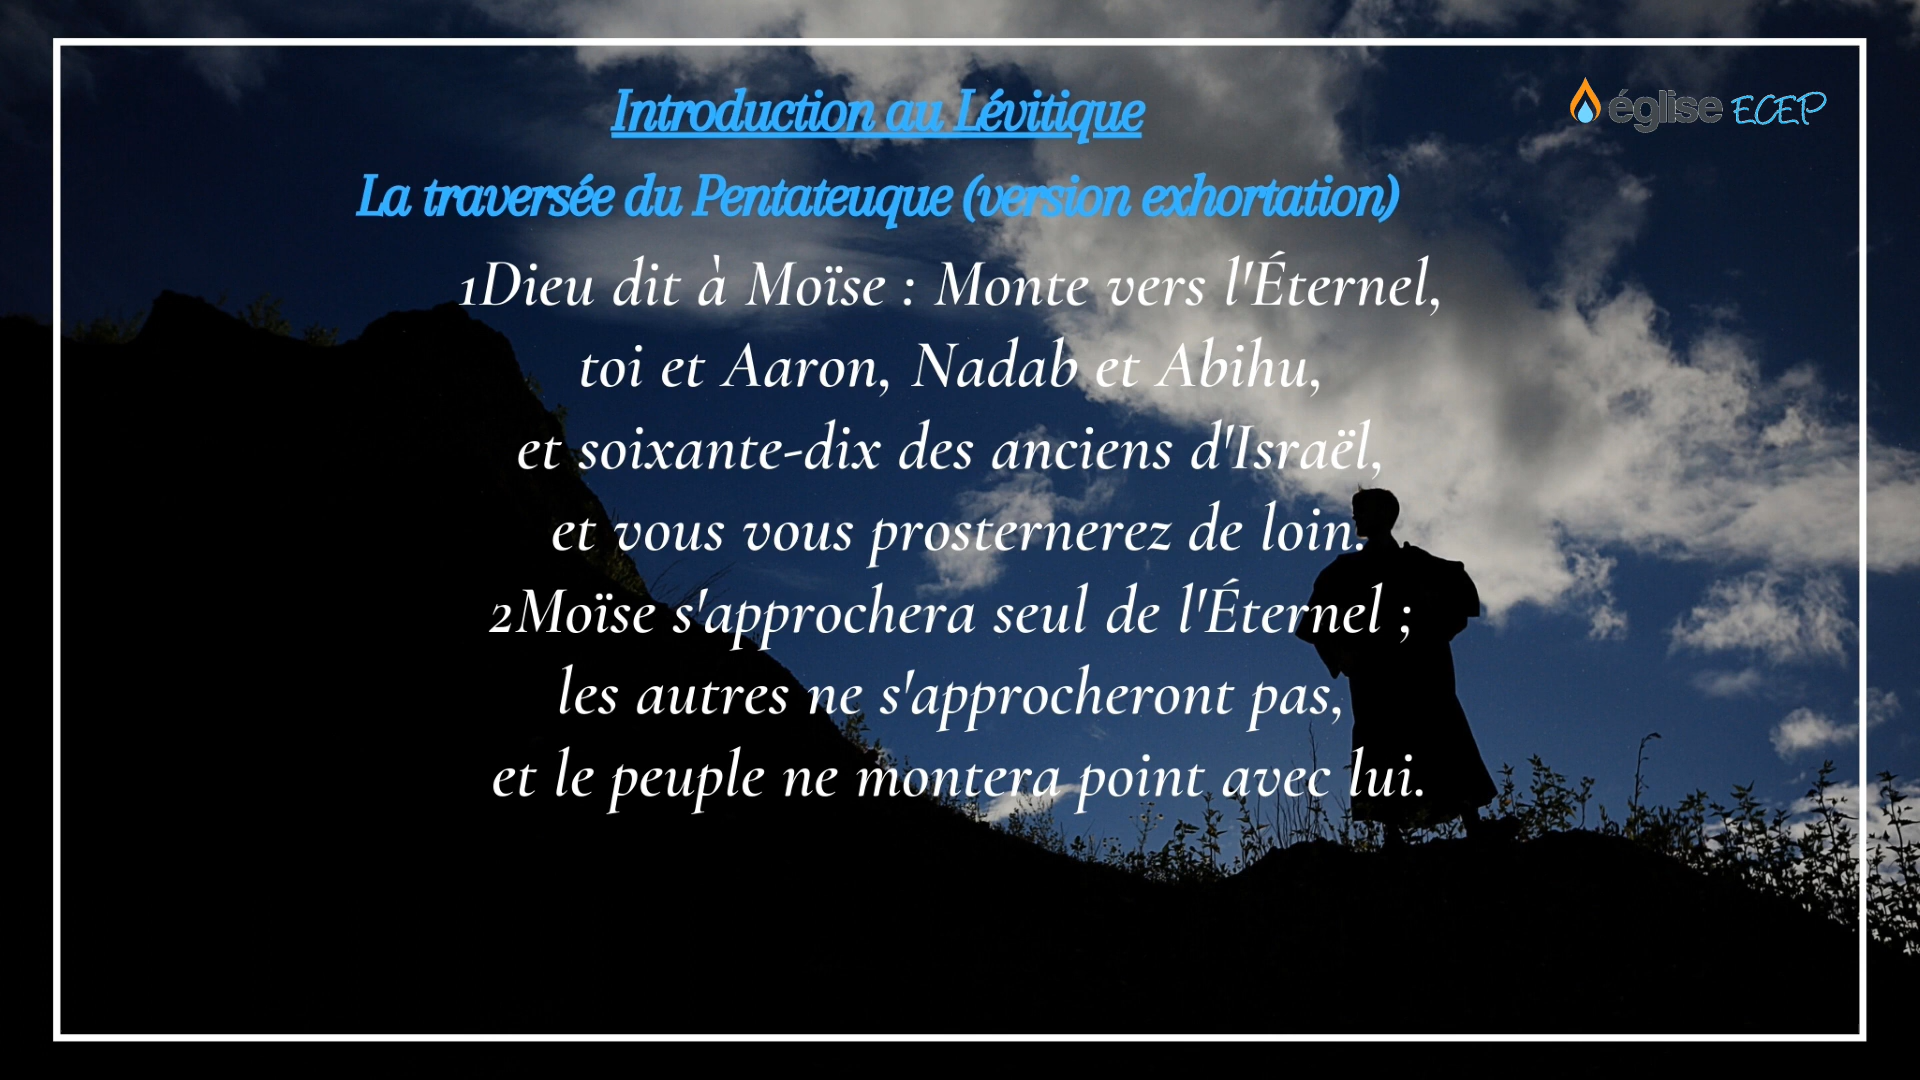 Introduction au Lévitique
église ECEP
La traversée du Pentateuque (version exhortation)
1Dieu dit à Moïse : Monte vers l'Éternel,
toi et Aaron, Nadab et Abihu,
et soixante-dix des anciens d'Israël,
et vous vous prosternerez de loin.
2Moïse s'approchera seul de l'Éternel ;
les autres ne s'approcheront pas,
et le peuple ne montera point avec lui.